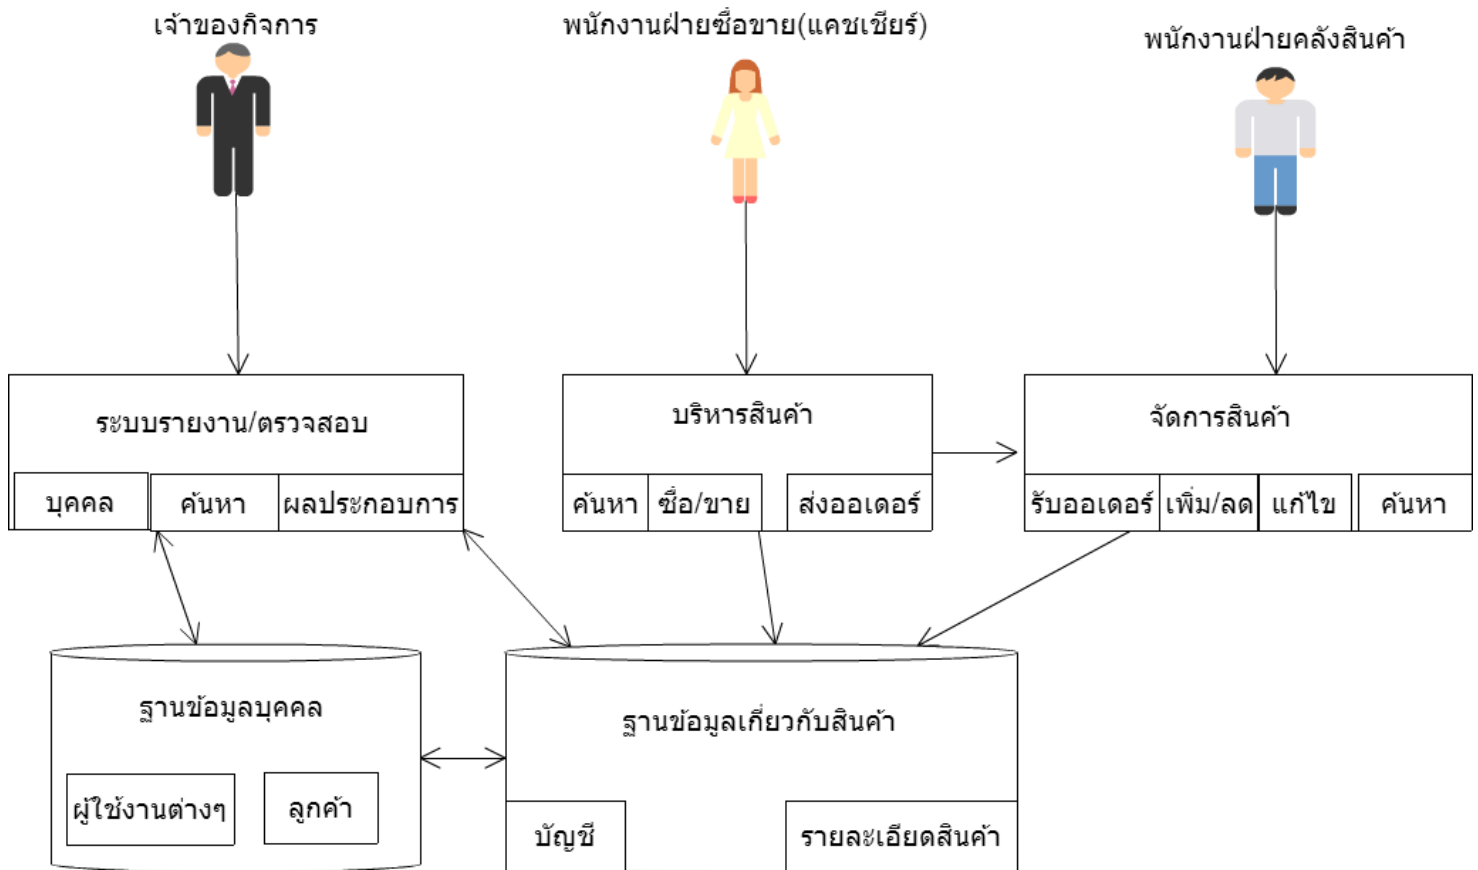 เจ้าของกิจการ
พนักงานฝ่ายซื่อขาย(แคชเชียร์)
พนักงานฝ่ายคลังสินค้า
ระบบรายงาน/ตรวจสอบ
บริหารสินค้า
จัดการสินค้า
บุคคล
ค้นหา
ผลประกอบการ
ค้นหา
ซื่อ/ขาย
ส่งออเดอร์
รับออเดอร์
เพิ่ม/ลด
แก้ไข
ค้นหา
ฐานข้อมูลบุคคล
ฐานข้อมูลเกี่ยวกับสินค้า
ผู้ใช้งานต่างๆ
ลูกค้า
บัญชี
รายละเอียดสินค้า